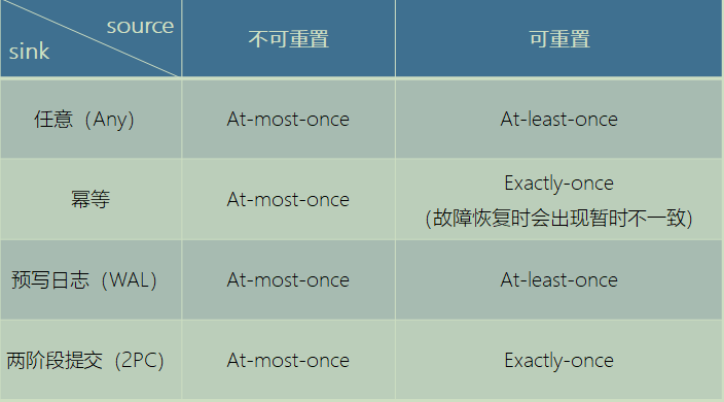 source
sink
不可重置
可重置
任意（Any） At-most-once At-least-once
幂等 At-most-once Exactly-once
（故障恢复时会出现暂时不一致）
预写日志（WAL） At-most-once At-least-once
两阶段提交（2PC） At-most-once Exactly-once